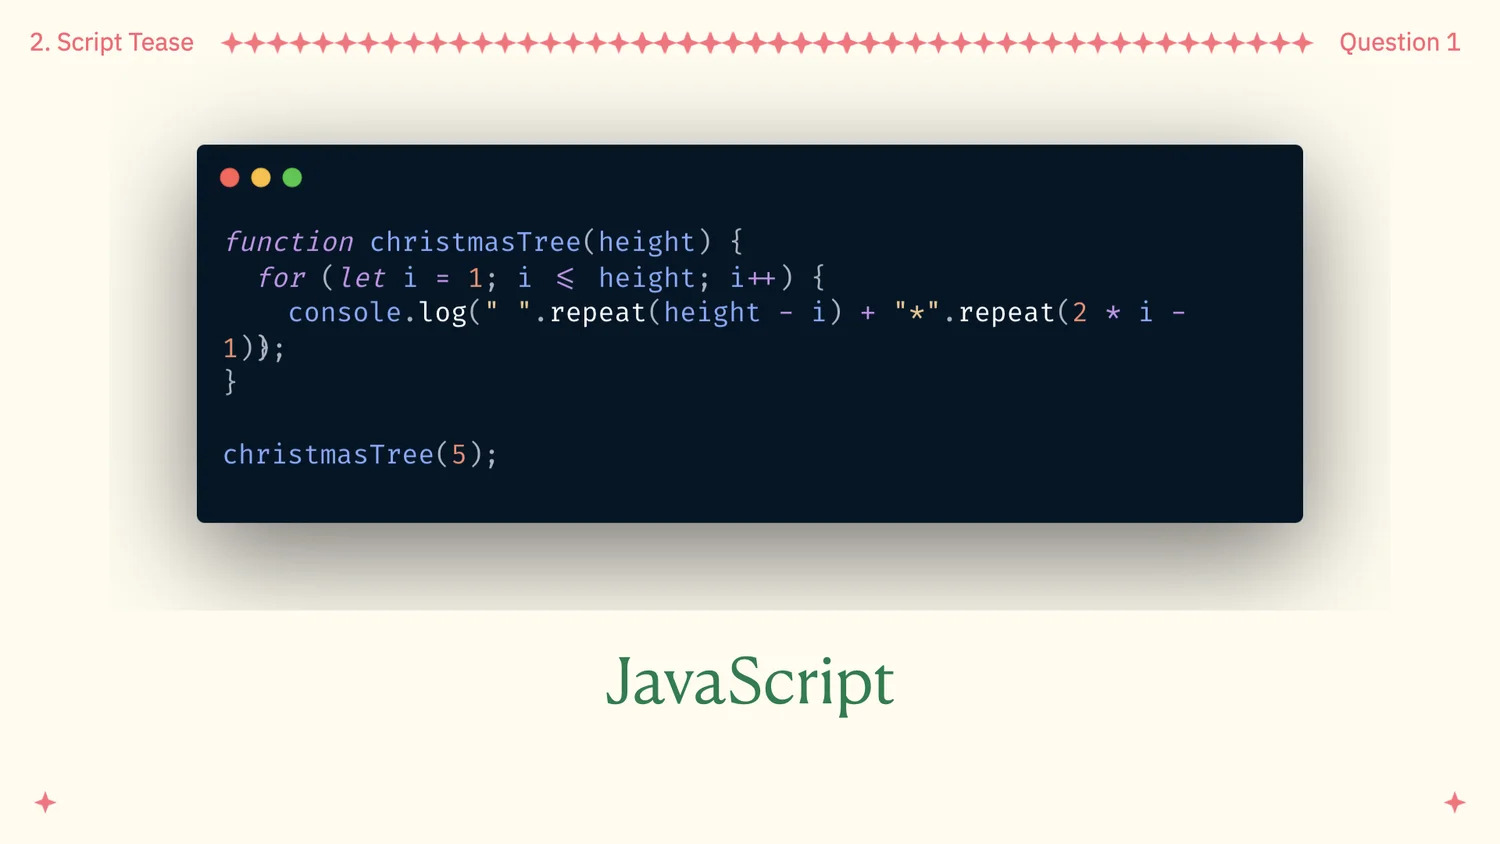 2. Script Tease
Question 1
function christmasTree(height) {
  for (let i = 1; i <= height; i++) {
    console.log(" ".repeat(height - i) + "*".repeat(2 * i -
1));
  }
}
christmasTree(5);
JavaScript